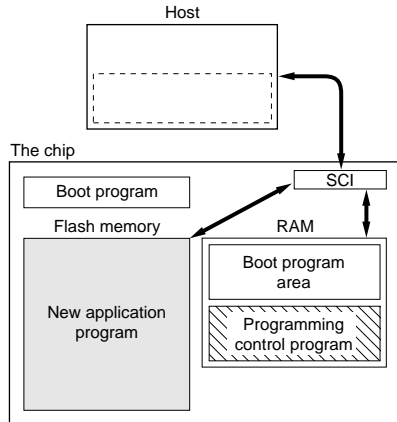 Host
The chip
SCI
Boot program
Flash memory
RAM
New application
program
Boot program
area
Programming
control program